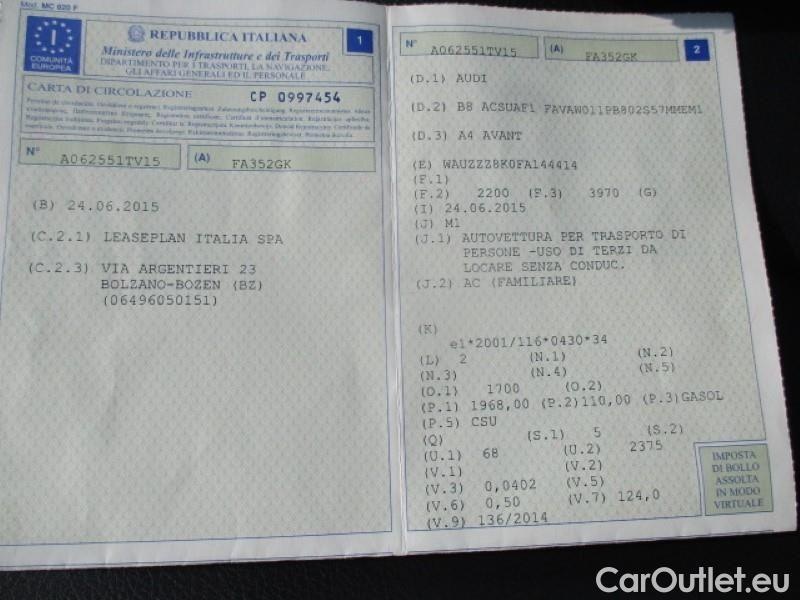 Mod. MC 820 F
I
COMUNITÀ
EUROPEA
REPUBBLICA ITALIANA
1
Ministero delle Infrastrutture e dei Trasporti
DIPARTIMENTO PER I TRASPORTI, LA NAVIGAZIONE,
GLI AFFARI GENERALI ED IL PERSONALE
CARTA DI CIRCOLAZIONE CP 0997454
N° A062551TV15 (A) FA352GK
(B) 24.06.2015
(C.2.1) LEASEPLAN ITALIA SPA
(C.2.3) VIA ARGENTIERI 23
BOLZANO-BOZEN (BZ)
(06496050151)
N° A062551TV15 (A) FA352GK 2
(D.1) AUDI
(D.2) B8 ACSUAF1 FAVAW011PB802S57MMEM1
(D.3) A4 AVANT
(E) WAUZZZ8K0FA144414
(F.1)
(F.2) 2200 (F.3) 3970 (G)
(I) 24.06.2015
(J) M1
(J.1) AUTOVETTURA PER TRASPORTO DI
PERSONE -USO DI TERZI DA
LOCARE SENZA CONDUC.
(J.2) AC (FAMILIARE)
(K)
e1*2001/116*0430*34
(L) 2 (N.1) (N.2)
(N.3) (N.4) (N.5)
(O.1) 1700 (O.2)
(P.1) 1968,00 (P.2)110,00 (P.3)GASOL
(P.5) CSU
(Q) (S.1) 5 (S.2)
(U.1) 68 (U.2) 2375
(V.1) (V.2)
(V.3) 0,0402 (V.5)
(V.6) 0,50 (V.7) 124,0
(V.9) 136/2014
IMPOSTA
DI BOLLO
ASSOLTA
IN MODO
VIRTUALE
CarOutlet.eu